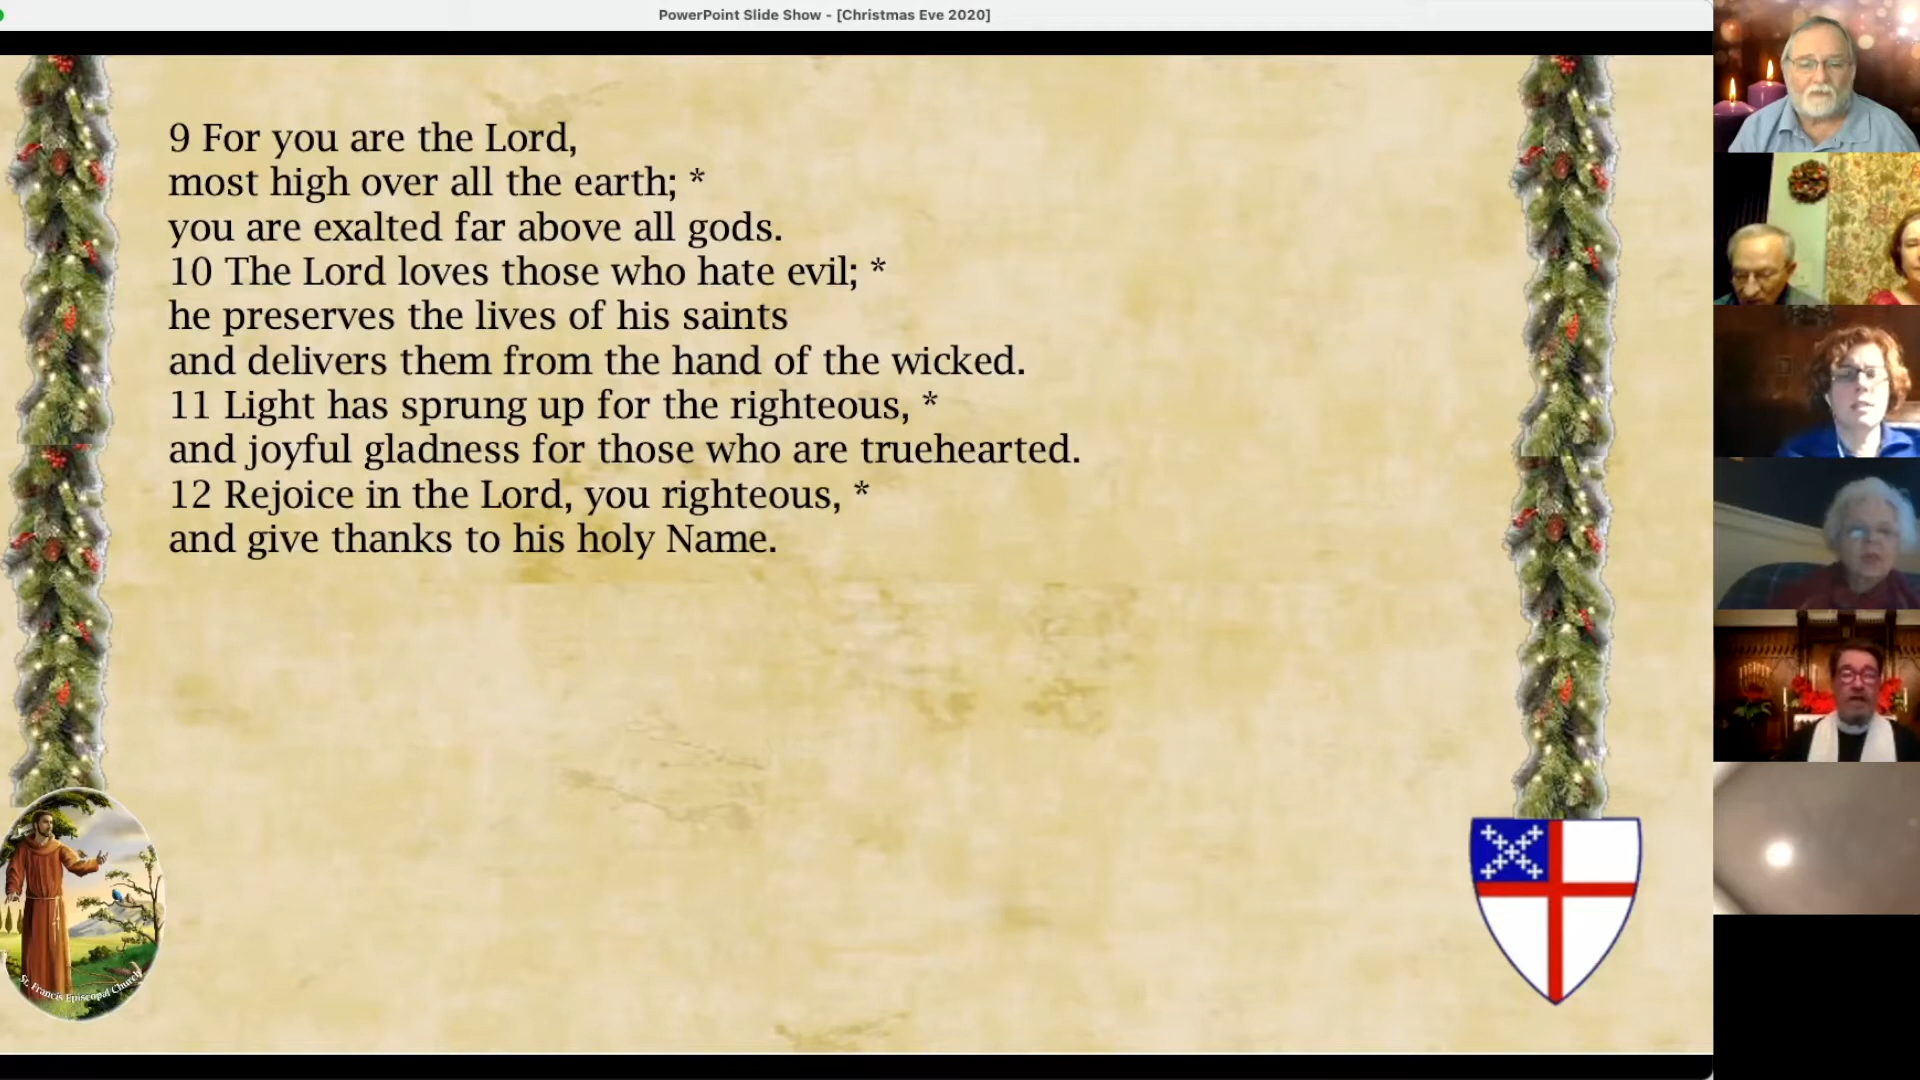 PowerPoint Slide Show - [Christmas Eve 2020]
9 For you are the Lord,
most high over all the earth; *
you are exalted far above all gods.
10 The Lord loves those who hate evil; *
he preserves the lives of his saints
and delivers them from the hand of the wicked.
11 Light has sprung up for the righteous, *
and joyful gladness for those who are truehearted.
12 Rejoice in the Lord, you righteous, *
and give thanks to his holy Name.
St. Francis Episcopal Church